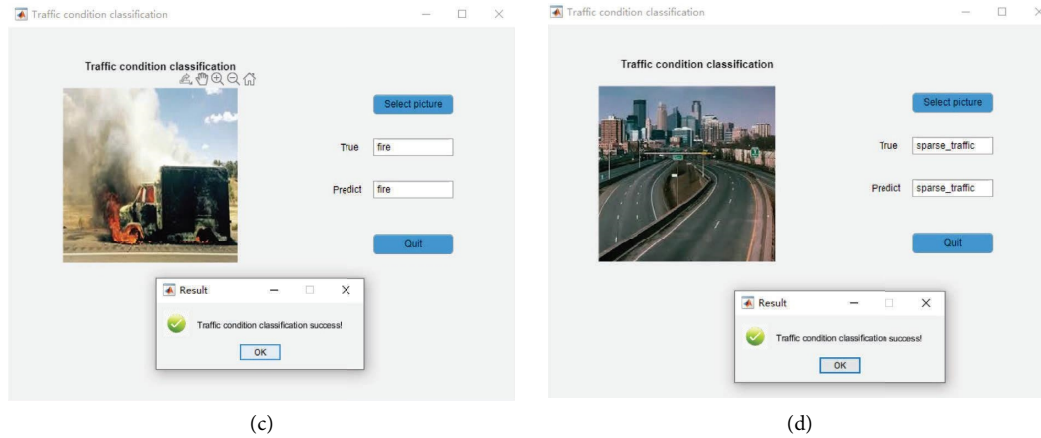 Traffic condition classification
Traffic condition classification
Select picture
True fire
Predict fire
Quit
Result
Traffic condition classification success!
OK
(c)
Traffic condition classification
Traffic condition classification
Select picture
True sparse_traffic
Predict sparse_traffic
Quit
Result
Traffic condition classification success!
OK
(d)